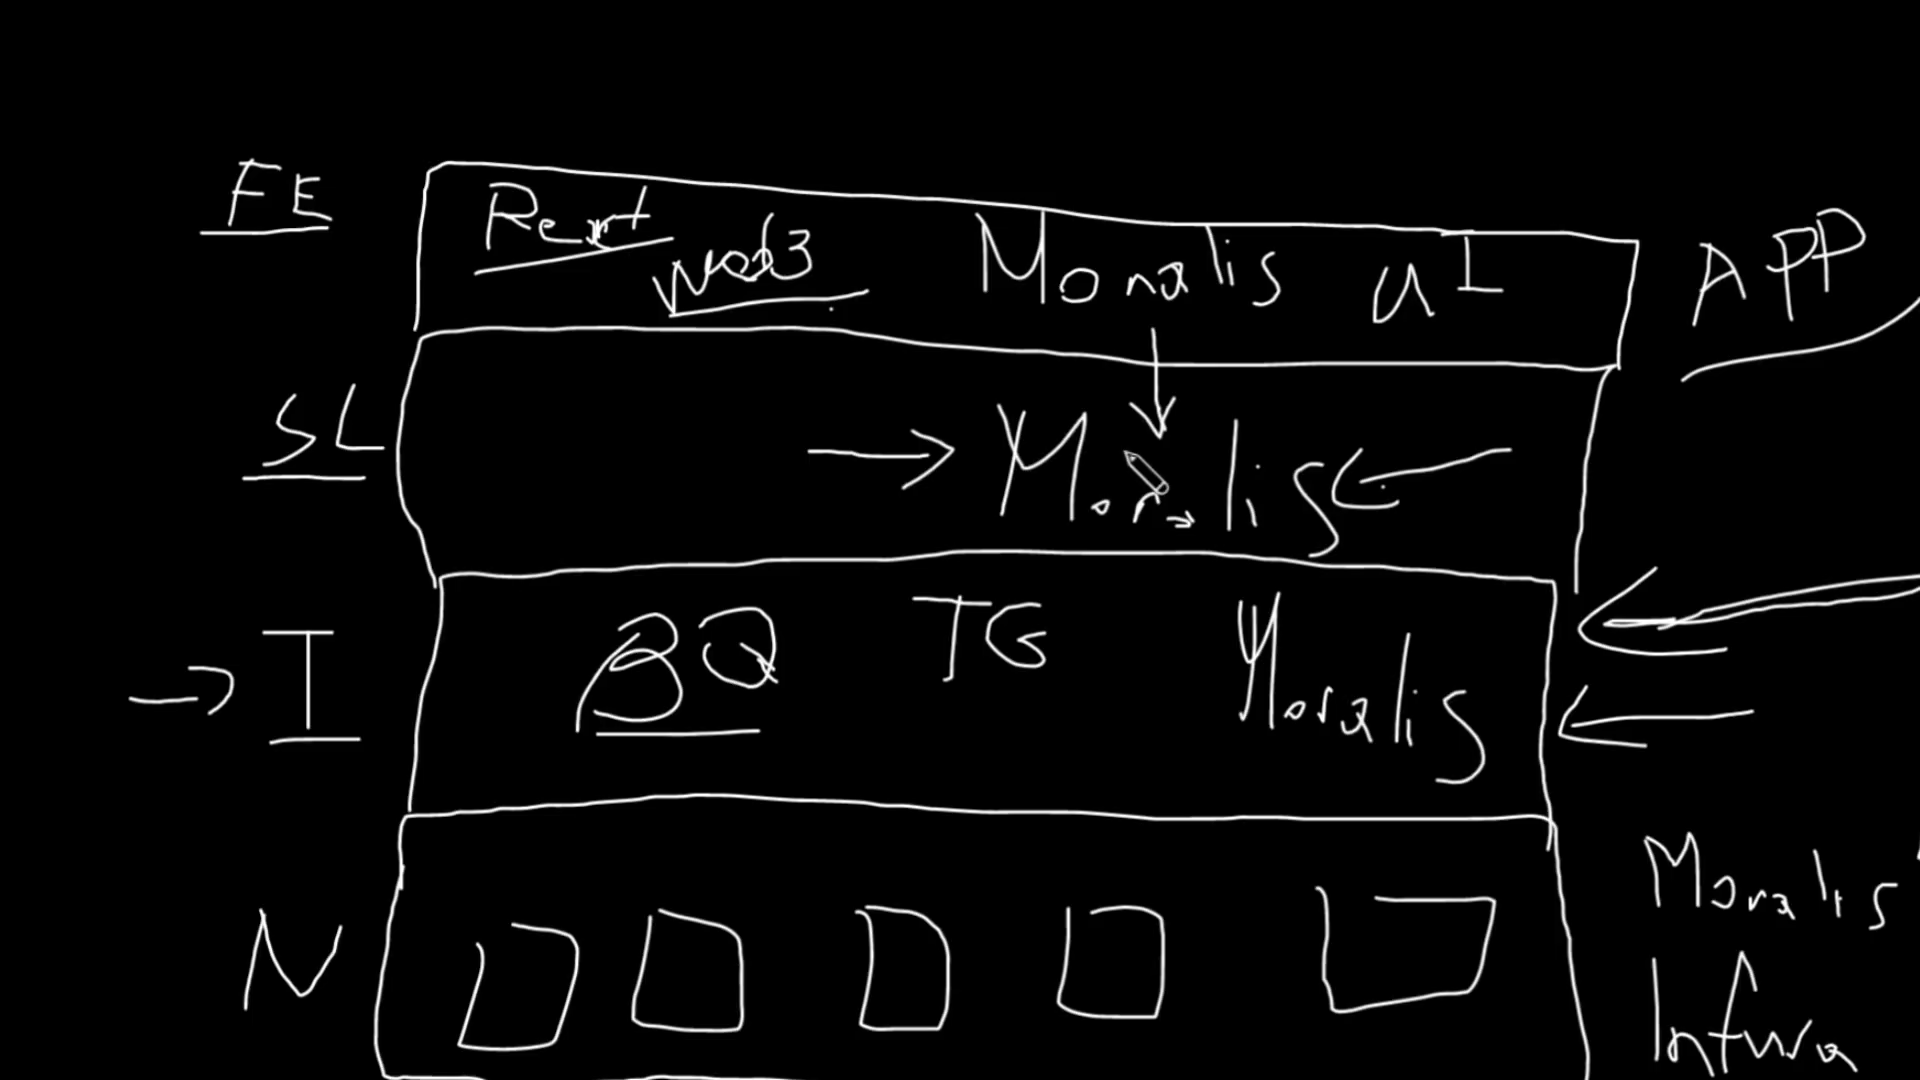 FE
React
Web3
Moralis UI
APP
SL
Moralis
I
BQ TG Moralis
N
Moralis
Infura